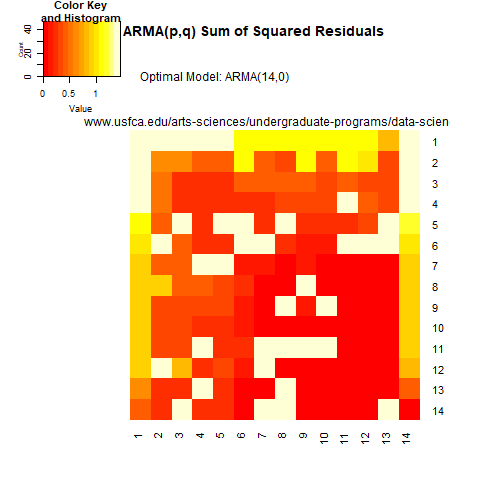 Color Key
and Histogram
Count
0 20 40
0 0.5 1
Value
ARMA(p,q) Sum of Squared Residuals
Optimal Model: ARMA(14,0)
www.usfca.edu/arts-sciences/undergraduate-programs/data-scien
1
2
3
4
5
6
7
8
9
10
11
12
13
14
1 2 3 4 5 6 7 8 9 10 11 12 13 14